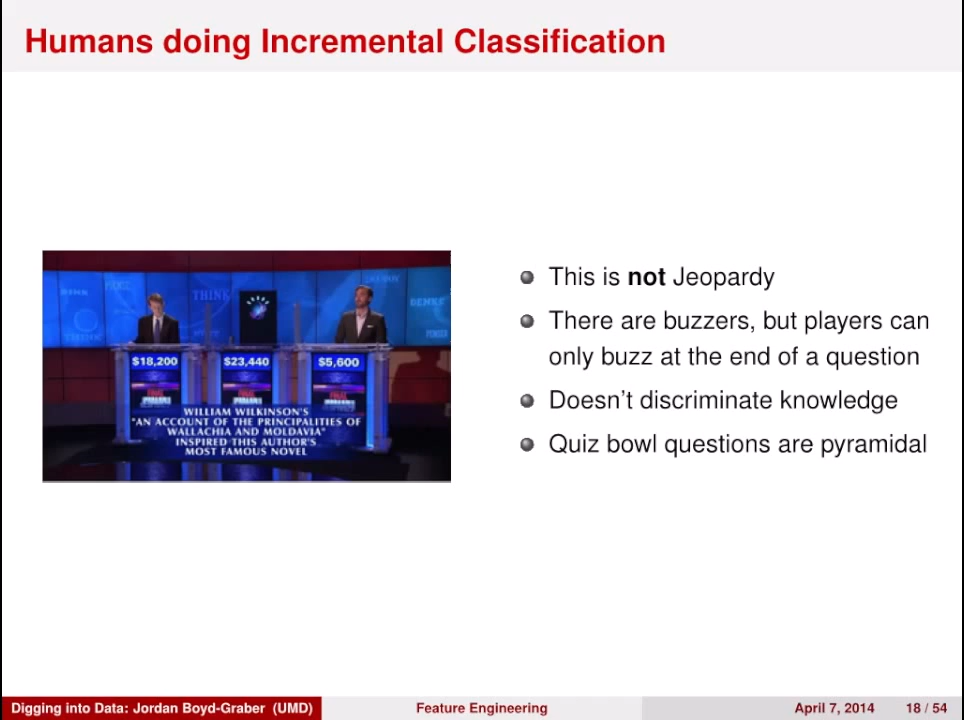 Humans doing Incremental Classification
THINK
$18,200
$23,440
$5,600
WILLIAM WILKINSON'S
"AN ACCOUNT OF THE PRINCIPALITIES OF
WALLACHIA AND MOLDAVIA"
INSPIRED THIS AUTHOR'S
MOST FAMOUS NOVEL
This is not Jeopardy
There are buzzers, but players can
only buzz at the end of a question
Doesn't discriminate knowledge
Quiz bowl questions are pyramidal
Digging into Data: Jordan Boyd-Graber (UMD)
Feature Engineering
April 7, 2014
18 / 54